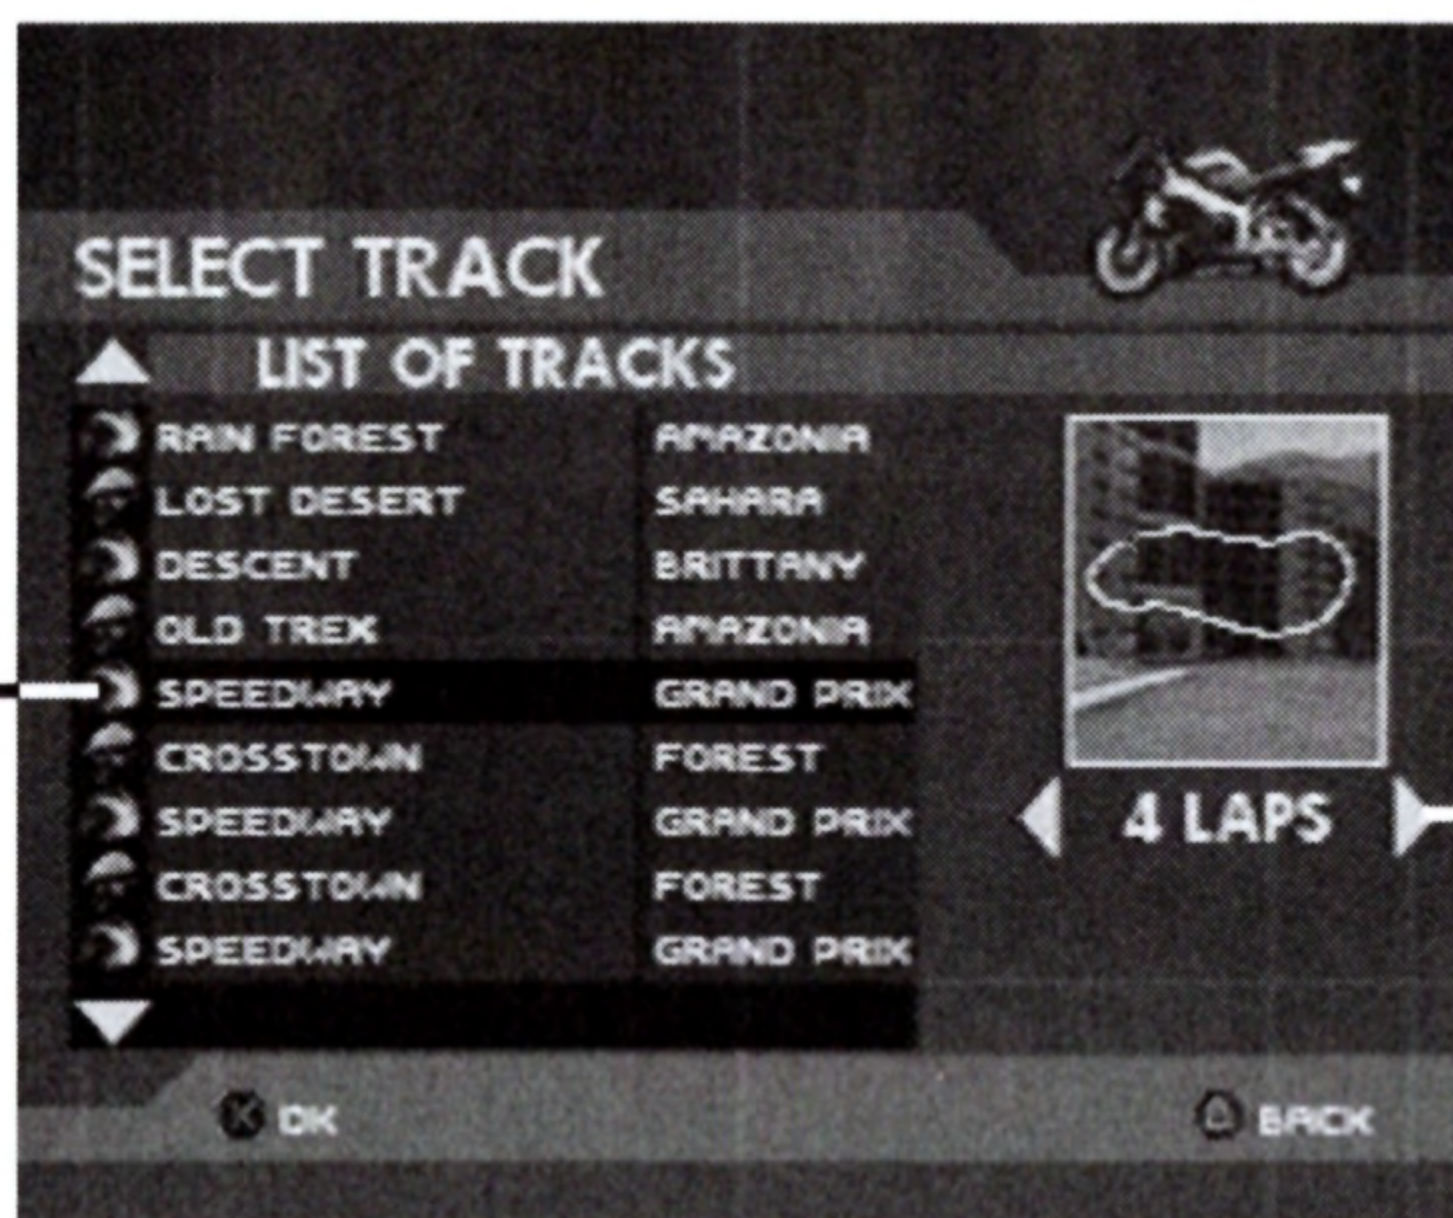 SELECT TRACK
LIST OF TRACKS
RAIN FOREST AMAZONIA
LOST DESERT SAHARA
DESCENT BRITTANY
OLD TREK AMAZONIA
SPEEDWAY GRAND PRIX
CROSSTOWN FOREST
SPEEDWAY GRAND PRIX
CROSSTOWN FOREST
SPEEDWAY GRAND PRIX
4 LAPS
OK BACK